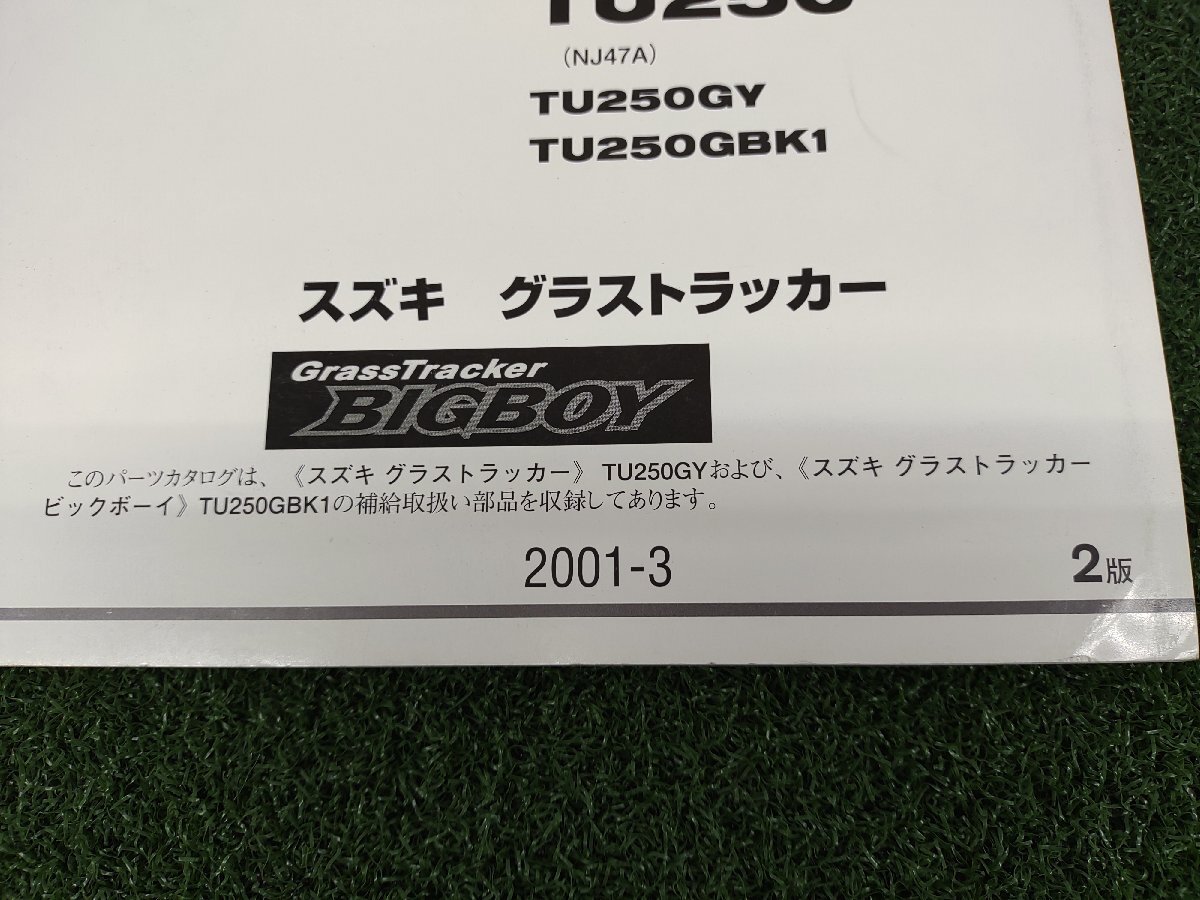 TU250
(NJ47A)
TU250GY
TU250GBK1
スズキ グラストラッカー
GrassTracker
BIGBOY
このパーツカタログは、《スズキ グラストラッカー》 TU250GYおよび、《スズキ グラストラッカー
ビックボーイ》TU250GBK1の補給取扱い部品を収録してあります。
2001-3
2版